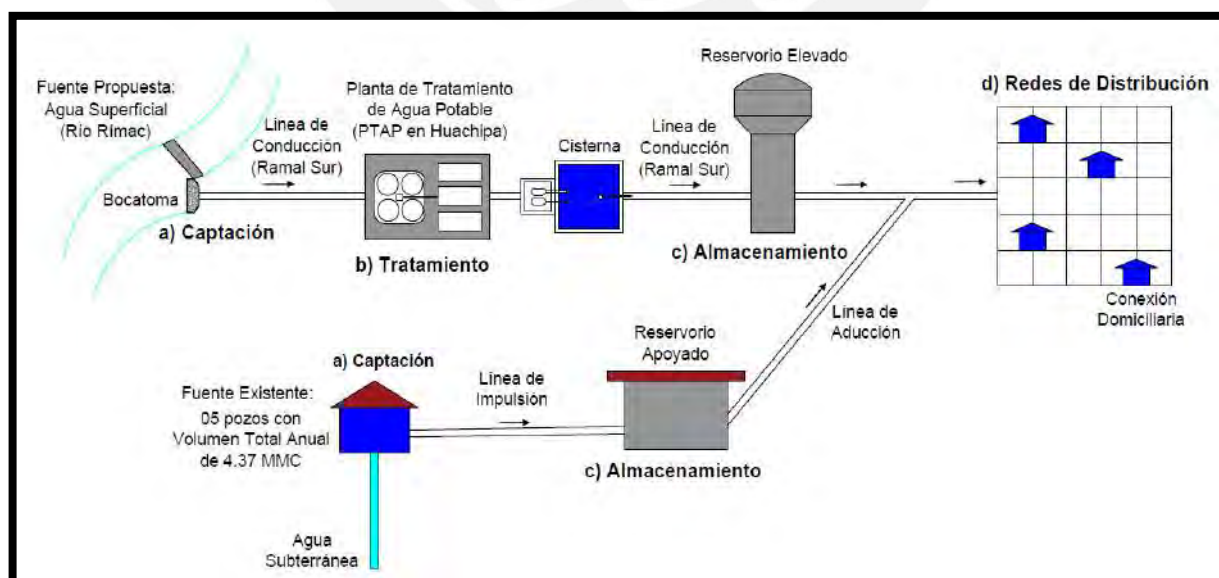 Fuente Propuesta:
Agua Superficial
(Río Rímac)
Bocatoma
a) Captación
Línea de
Conducción
(Ramal Sur)
Planta de Tratamiento
de Agua Potable
(PTAP en Huachipa)
b) Tratamiento
Cisterna
Línea de
Conducción
(Ramal Sur)
Reservorio Elevado
c) Almacenamiento
d) Redes de Distribución
Conexión
Domiciliaria
Línea de
Aducción
a) Captación
Fuente Existente:
05 pozos con
Volumen Total Anual
de 4.37 MMC
Agua
Subterránea
Línea de
Impulsión
Reservorio
Apoyado
c) Almacenamiento